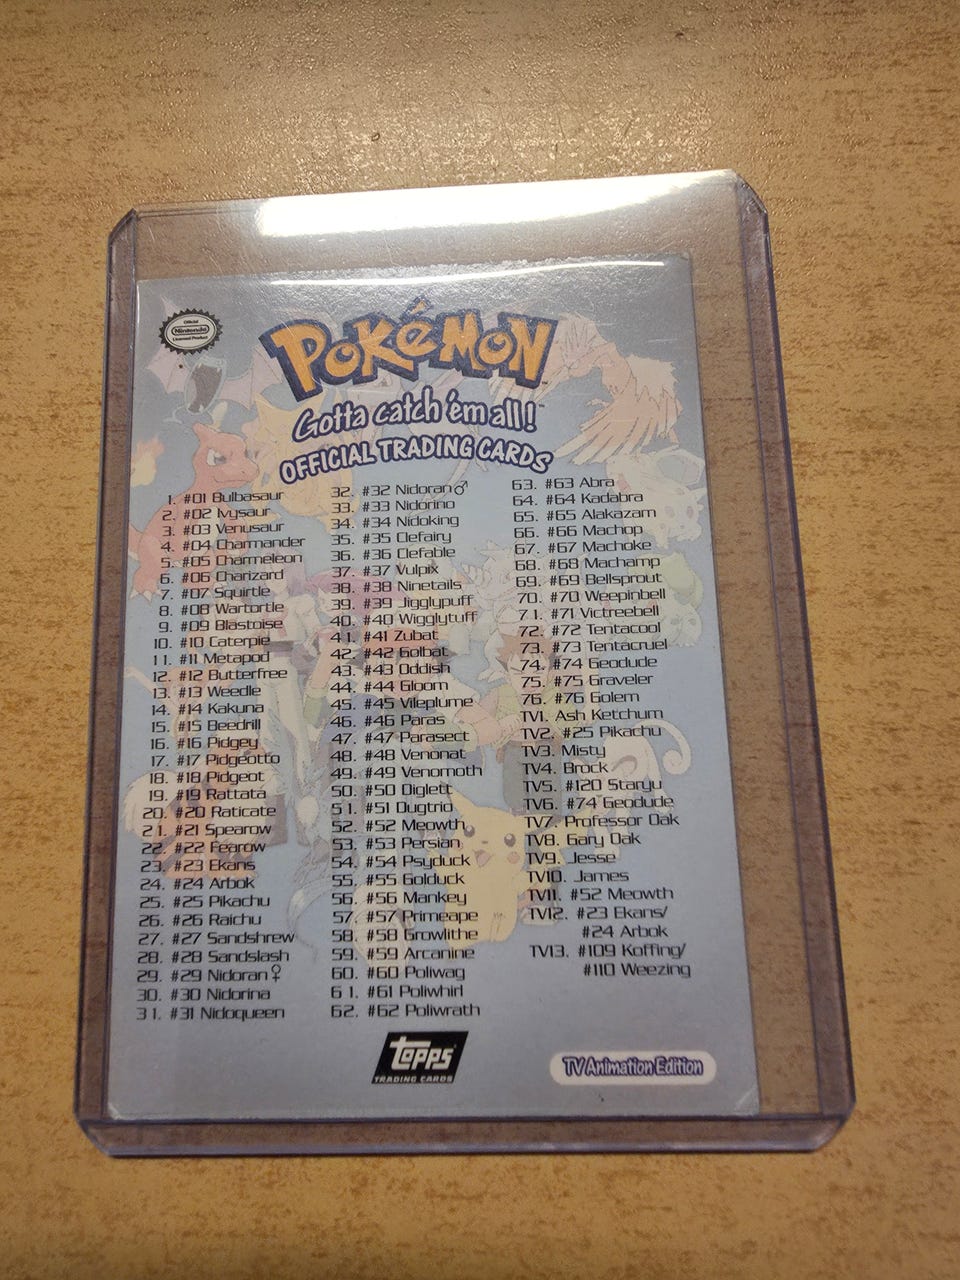 Official
Nintendo
Licensed Product
POKéMON
Gotta catch 'em all!™
OFFICIAL TRADING CARDS
1. #01 Bulbasaur
2. #02 Ivysaur
3. #03 Venusaur
4. #04 Charmander
5. #05 Charmeleon
6. #06 Charizard
7. #07 Squirtle
8. #08 Wartortle
9. #09 Blastoise
10. #10 Caterpie
11. #11 Metapod
12. #12 Butterfree
13. #13 Weedle
14. #14 Kakuna
15. #15 Beedrill
16. #16 Pidgey
17. #17 Pidgeotto
18. #18 Pidgeot
19. #19 Rattata
20. #20 Raticate
21. #21 Spearow
22. #22 Fearow
23. #23 Ekans
24. #24 Arbok
25. #25 Pikachu
26. #26 Raichu
27. #27 Sandshrew
28. #28 Sandslash
29. #29 Nidoran♀
30. #30 Nidorina
31. #31 Nidoqueen
32. #32 Nidoran♂
33. #33 Nidorino
34. #34 Nidoking
35. #35 Clefairy
36. #36 Clefable
37. #37 Vulpix
38. #38 Ninetails
39. #39 Jigglypuff
40. #40 Wigglytuff
41. #41 Zubat
42. #42 Golbat
43. #43 Oddish
44. #44 Gloom
45. #45 Vileplume
46. #46 Paras
47. #47 Parasect
48. #48 Venonat
49. #49 Venomoth
50. #50 Diglett
51. #51 Dugtrio
52. #52 Meowth
53. #53 Persian
54. #54 Psyduck
55. #55 Golduck
56. #56 Mankey
57. #57 Primeape
58. #58 Growlithe
59. #59 Arcanine
60. #60 Poliwag
61. #61 Poliwhirl
62. #62 Poliwrath
63. #63 Abra
64. #64 Kadabra
65. #65 Alakazam
66. #66 Machop
67. #67 Machoke
68. #68 Machamp
69. #69 Bellsprout
70. #70 Weepinbell
71. #71 Victreebell
72. #72 Tentacool
73. #73 Tentacruel
74. #74 Geodude
75. #75 Graveler
76. #76 Golem
TV1. Ash Ketchum
TV2. #25 Pikachu
TV3. Misty
TV4. Brock
TV5. #120 Staryu
TV6. #74 Geodude
TV7. Professor Oak
TV8. Gary Oak
TV9. Jesse
TV10. James
TV11. #52 Meowth
TV12. #23 Ekans/
#24 Arbok
TV13. #109 Koffing/
#110 Weezing
Topps
TRADING CARDS
TV Animation Edition